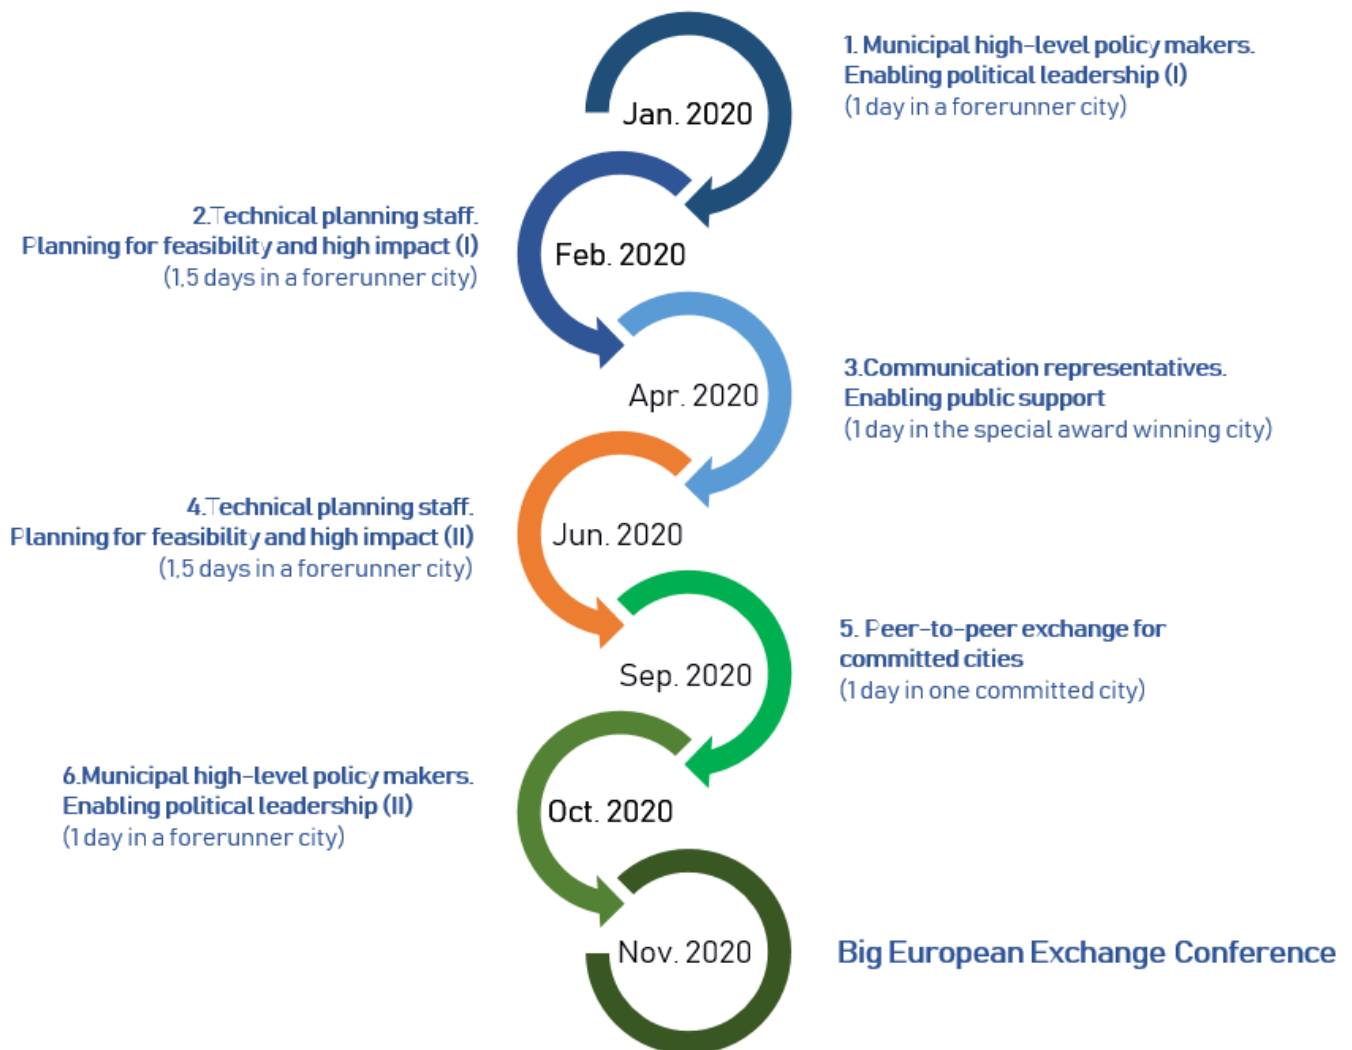 Jan. 2020
1. Municipal high-level policy makers.
Enabling political leadership (I)
(1 day in a forerunner city)
2.Technical planning staff.
Planning for feasibility and high impact (I)
(1,5 days in a forerunner city)
Feb. 2020
Apr. 2020
3.Communication representatives.
Enabling public support
(1 day in the special award winning city)
4.Technical planning staff.
Planning for feasibility and high impact (II)
(1,5 days in a forerunner city)
Jun. 2020
Sep. 2020
5. Peer-to-peer exchange for
committed cities
(1 day in one committed city)
6.Municipal high-level policy makers.
Enabling political leadership (II)
(1 day in a forerunner city)
Oct. 2020
Nov. 2020
Big European Exchange Conference